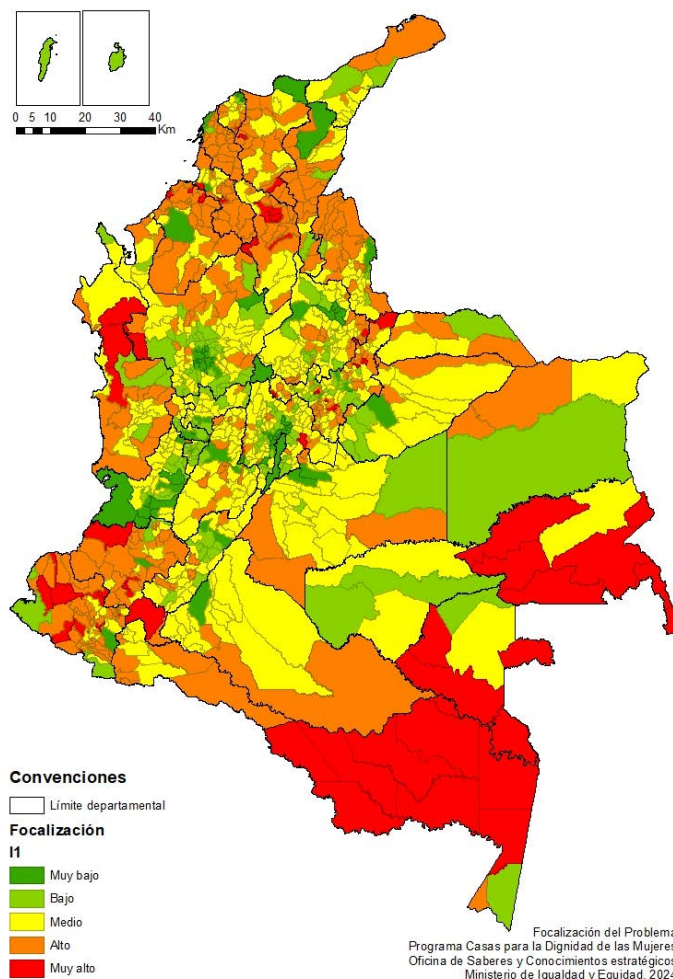 0 5 10 20 30 40
Km
Convenciones
Límite departamental
Focalización
I1
Muy bajo
Bajo
Medio
Alto
Muy alto
Focalización del Problema
Programa Casas para la Dignidad de las Mujeres
Oficina de Saberes y Conocimientos estratégicos
Ministerio de Igualdad y Equidad, 2024